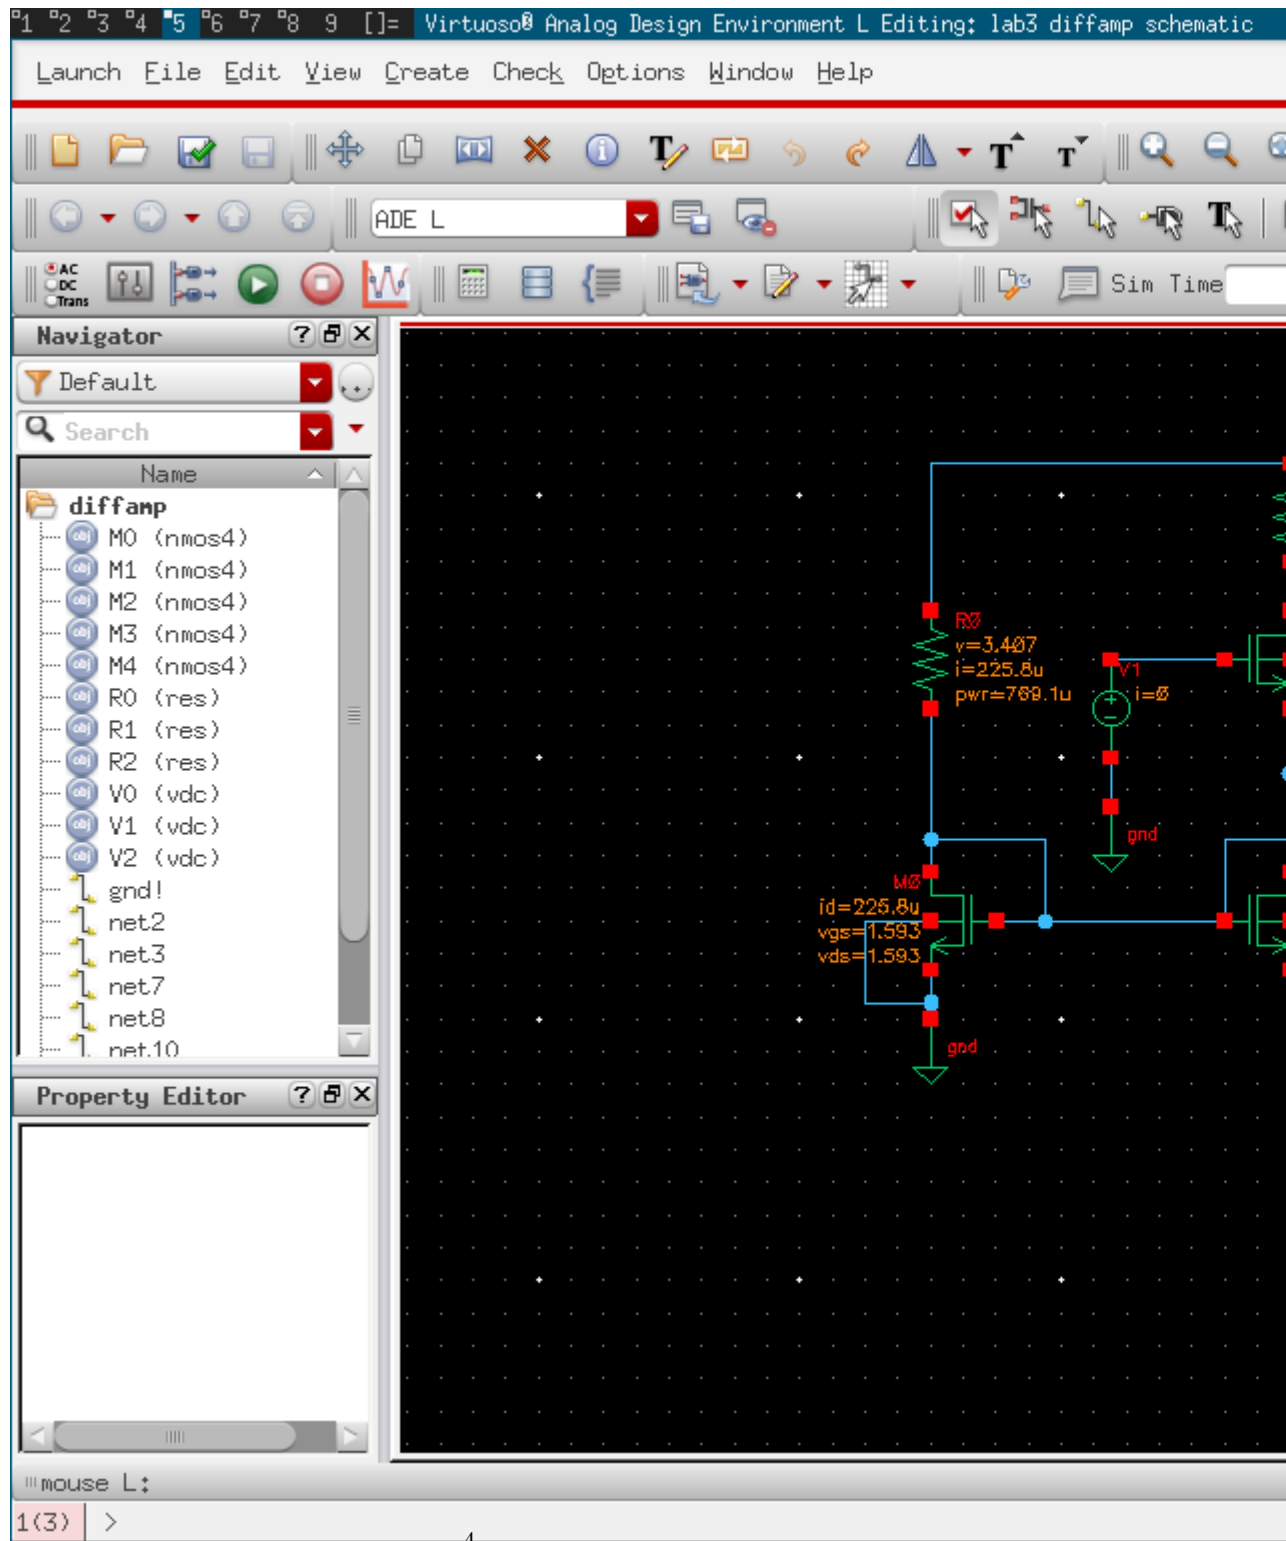 1 2 3 4 5 6 7 8 9 []= Virtuoso® Analog Design Environment L Editing: lab3 diffamp schematic
Launch File Edit View Create Check Options Window Help
ADE L
AC
DC
Trans
Sim Time
Navigator
Default
Search
Name
diffamp
M0 (nmos4)
M1 (nmos4)
M2 (nmos4)
M3 (nmos4)
M4 (nmos4)
R0 (res)
R1 (res)
R2 (res)
V0 (vdc)
V1 (vdc)
V2 (vdc)
gnd!
net2
net3
net7
net8
net10
R0
v=3.407
i=225.8u
pwr=769.1u
V1
i=0
gnd
M0
id=225.8u
vgs=1.593
vds=1.593
gnd
Property Editor
mouse L:
1(3) >